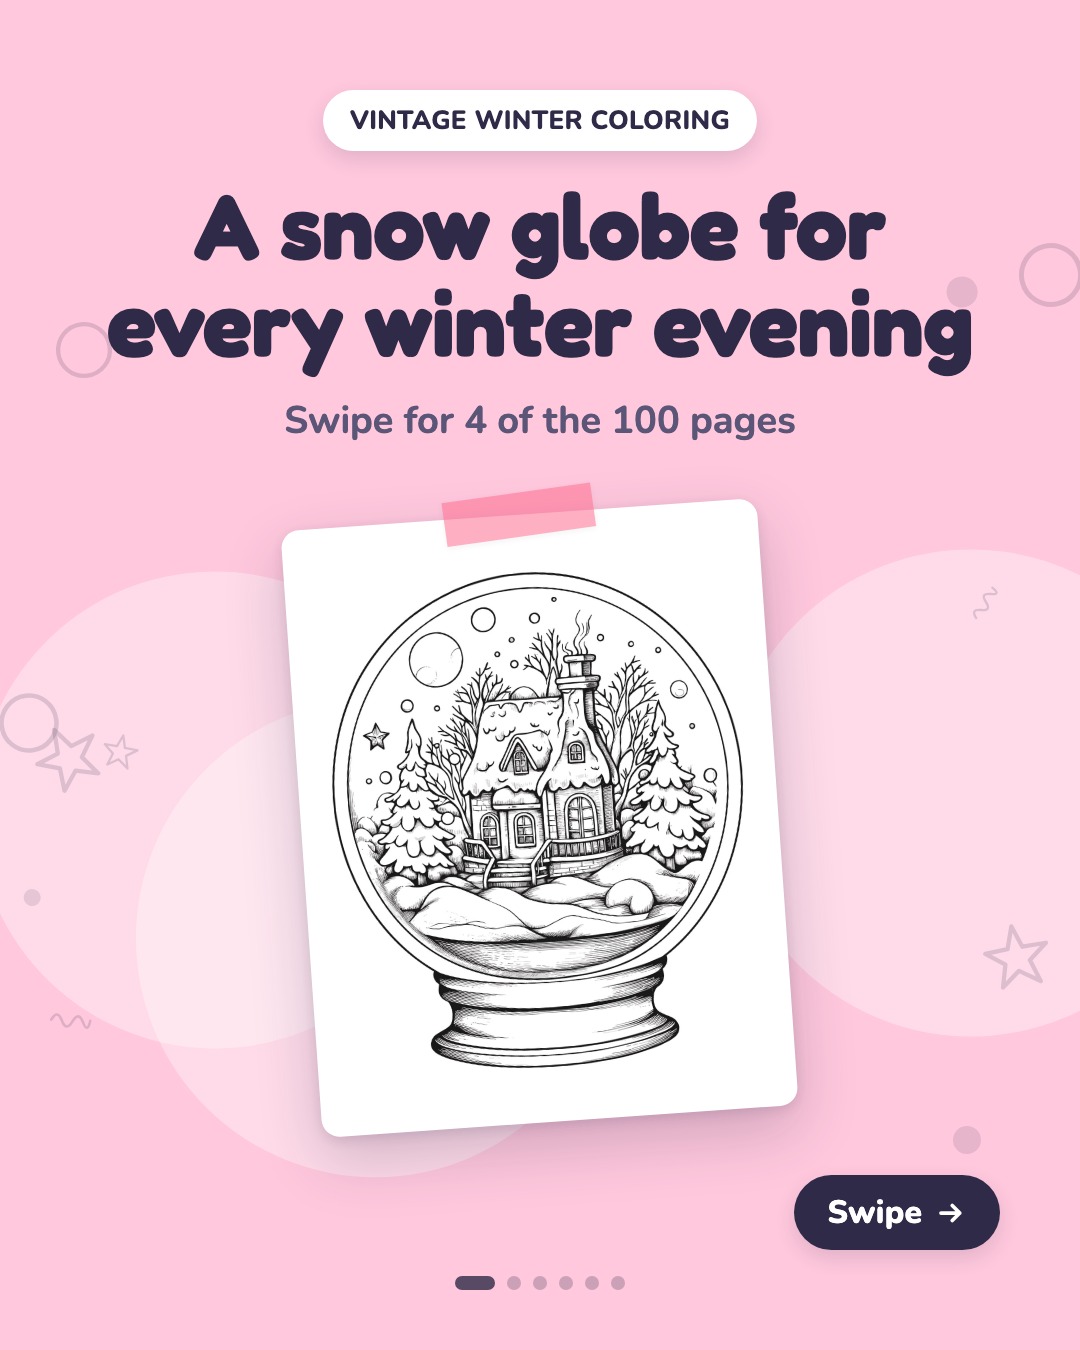 VINTAGE WINTER COLORING
A snow globe for
every winter evening
Swipe for 4 of the 100 pages
Swipe →